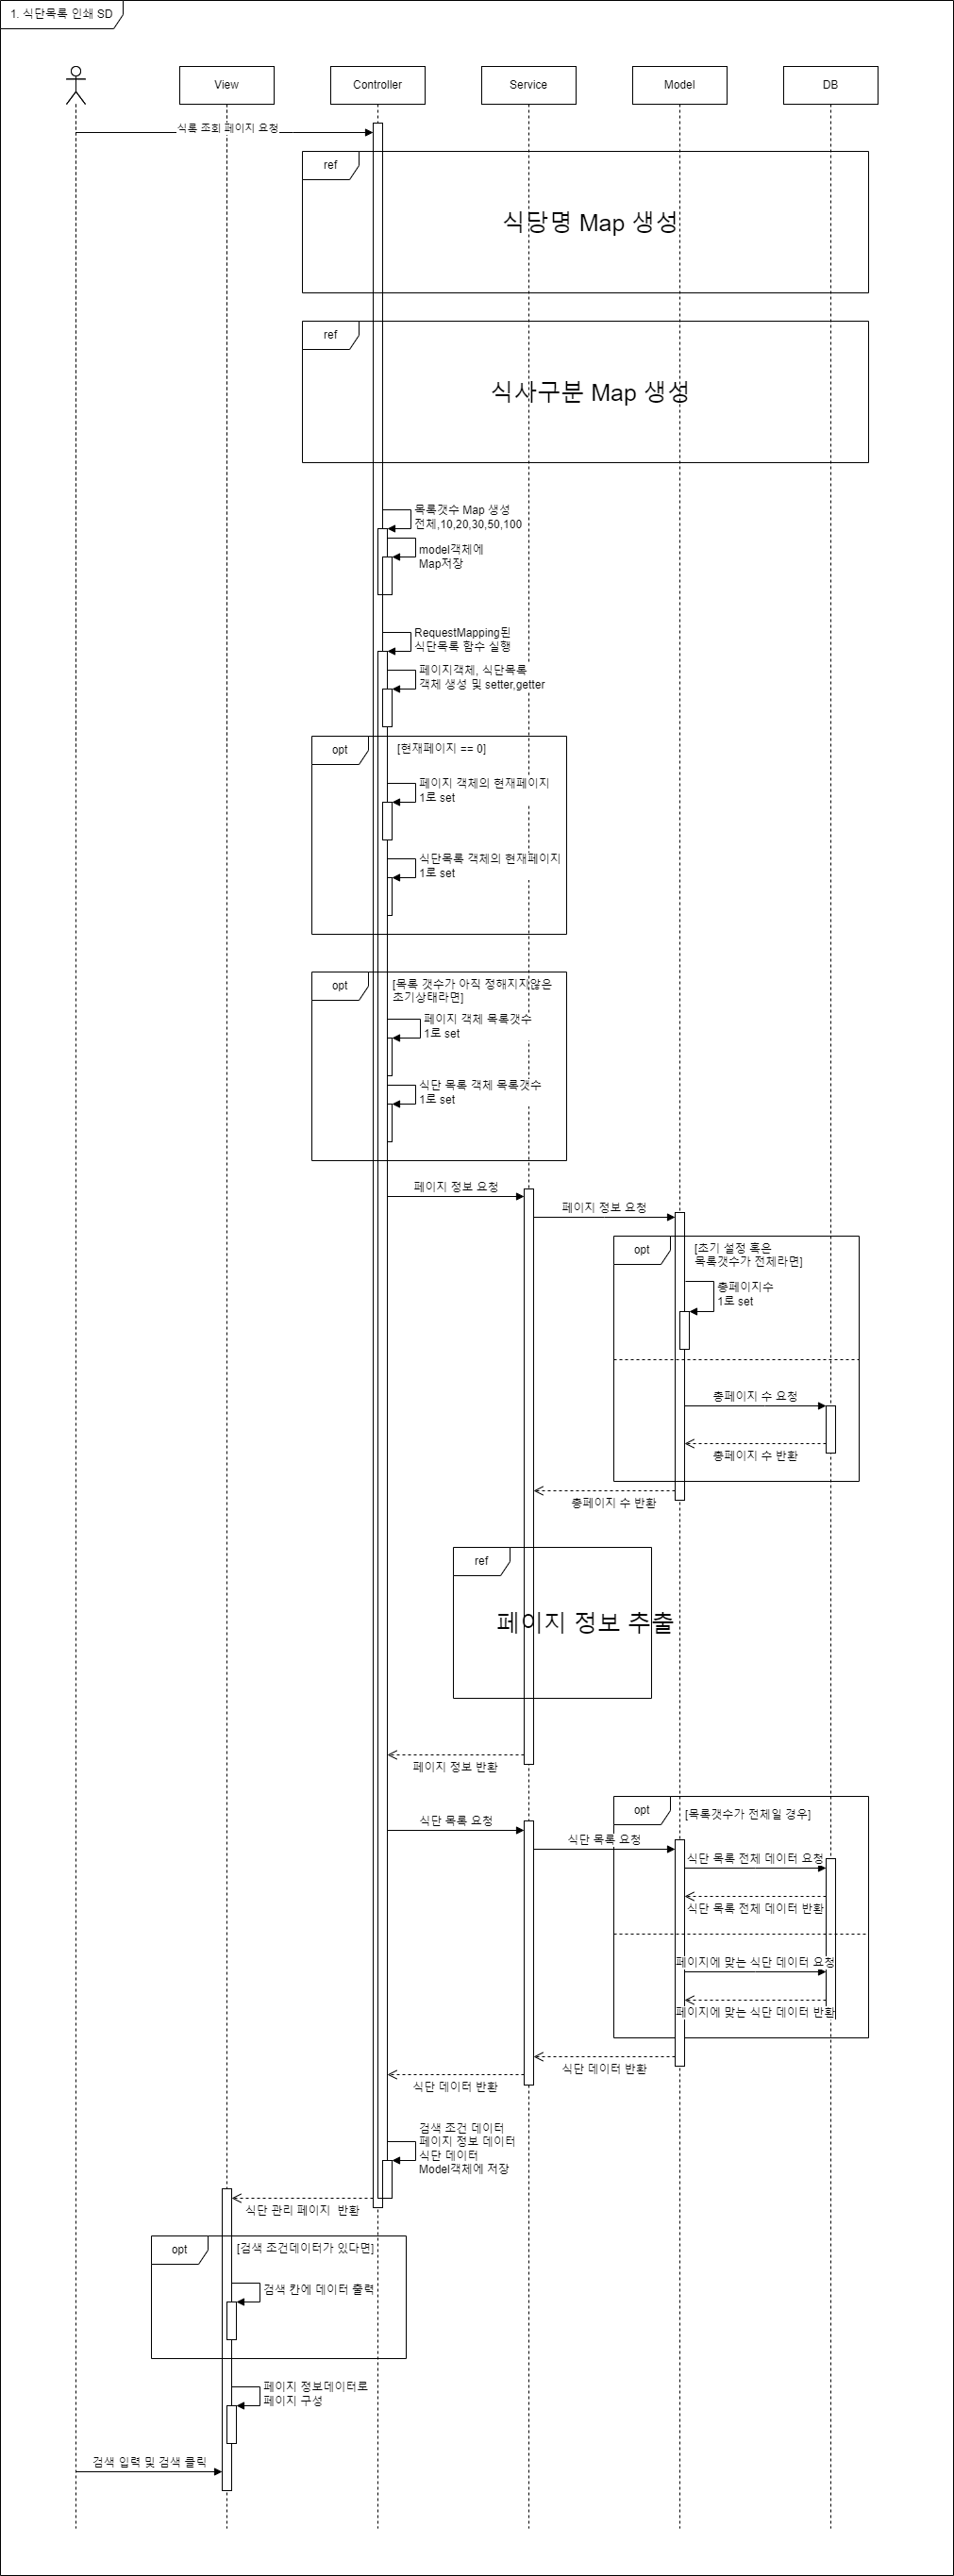 1. 식단목록 인쇄 SD
View
Controller
Service
Model
DB
식록 조회 페이지 요청
ref
식당명 Map 생성
ref
식사구분 Map 생성
목록갯수 Map 생성
전체,10,20,30,50,100
model객체에
Map저장
RequestMapping된
식단목록 함수 실행
페이지객체, 식단목록
객체 생성 및 setter,getter
opt
[현재페이지 == 0]
페이지 객체의 현재페이지
1로 set
식단목록 객체의 현재페이지
1로 set
opt
[목록 갯수가 아직 정해지지않은
초기상태라면]
페이지 객체 목록갯수
1로 set
식단 목록 객체 목록갯수
1로 set
페이지 정보 요청
페이지 정보 요청
opt
[초기 설정 혹은
목록갯수가 전체라면]
총페이지수
1로 set
총페이지 수 요청
총페이지 수 반환
총페이지 수 반환
ref
페이지 정보 추출
페이지 정보 반환
opt
[목록갯수가 전체일 경우]
식단 목록 요청
식단 목록 요청
식단 목록 전체 데이터 요청
식단 목록 전체 데이터 반환
페이지에 맞는 식단 데이터 요청
페이지에 맞는 식단 데이터 반환
식단 데이터 반환
식단 데이터 반환
검색 조건 데이터
페이지 정보 데이터
식단 데이터
Model객체에 저장
식단 관리 페이지 반환
opt
[검색 조건데이터가 있다면]
검색 칸에 데이터 출력
페이지 정보데이터로
페이지 구성
검색 입력 및 검색 클릭